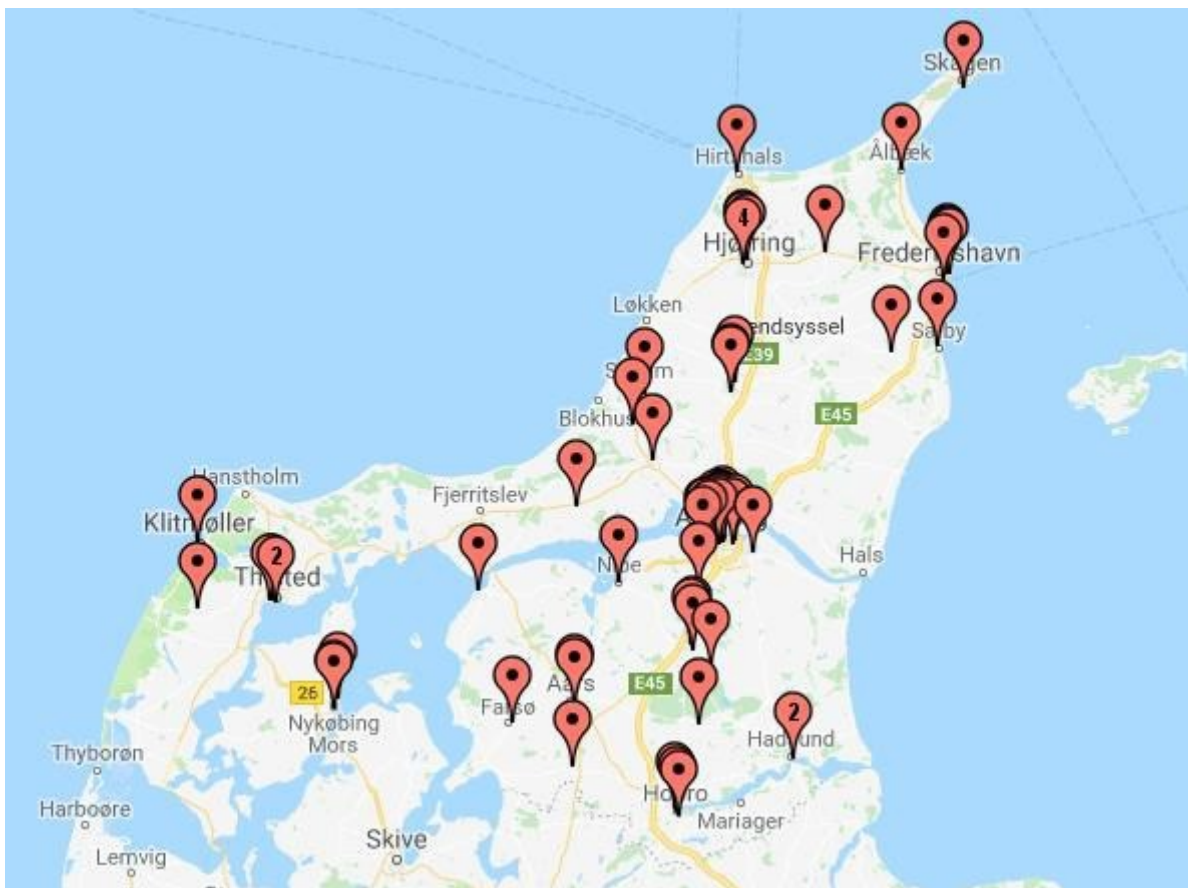 Skagen
Hirtshals
Ålbæk
4
Hjørring
Frederikshavn
Løkken
Vendsyssel
Sæby
E39
Blokhus
E45
Hanstholm
Fjerritslev
Klitmøller
Hals
2
Thisted
Nibe
Aars
E45
26
Farsø
2
Nykøbing
Mors
Hadsund
Thyborøn
Hobro
Harboøre
Mariager
Skive
Lemvig